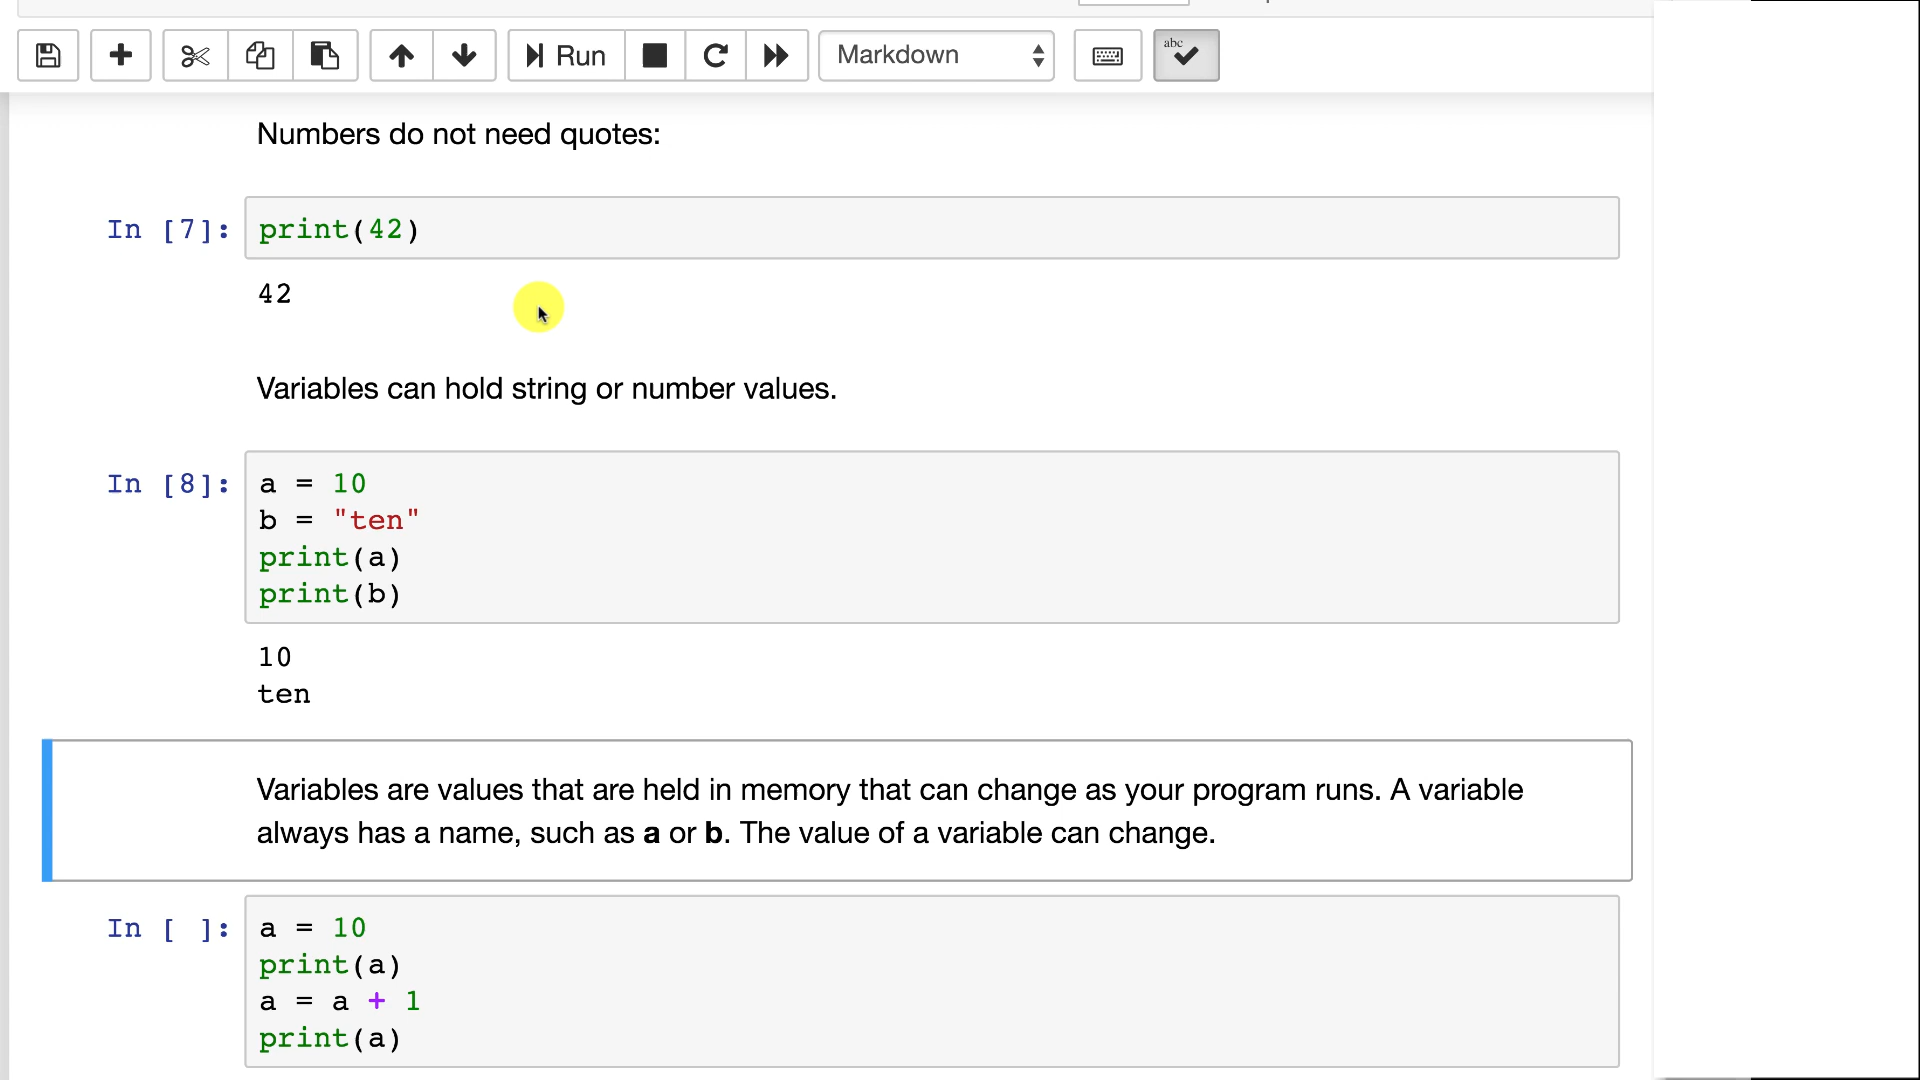 Run
Markdown
abc
Numbers do not need quotes:
In [7]: print(42)
42
Variables can hold string or number values.
In [8]: a = 10
b = "ten"
print(a)
print(b)
10
ten
Variables are values that are held in memory that can change as your program runs. A variable
always has a name, such as a or b. The value of a variable can change.
In [ ]: a = 10
print(a)
a = a + 1
print(a)